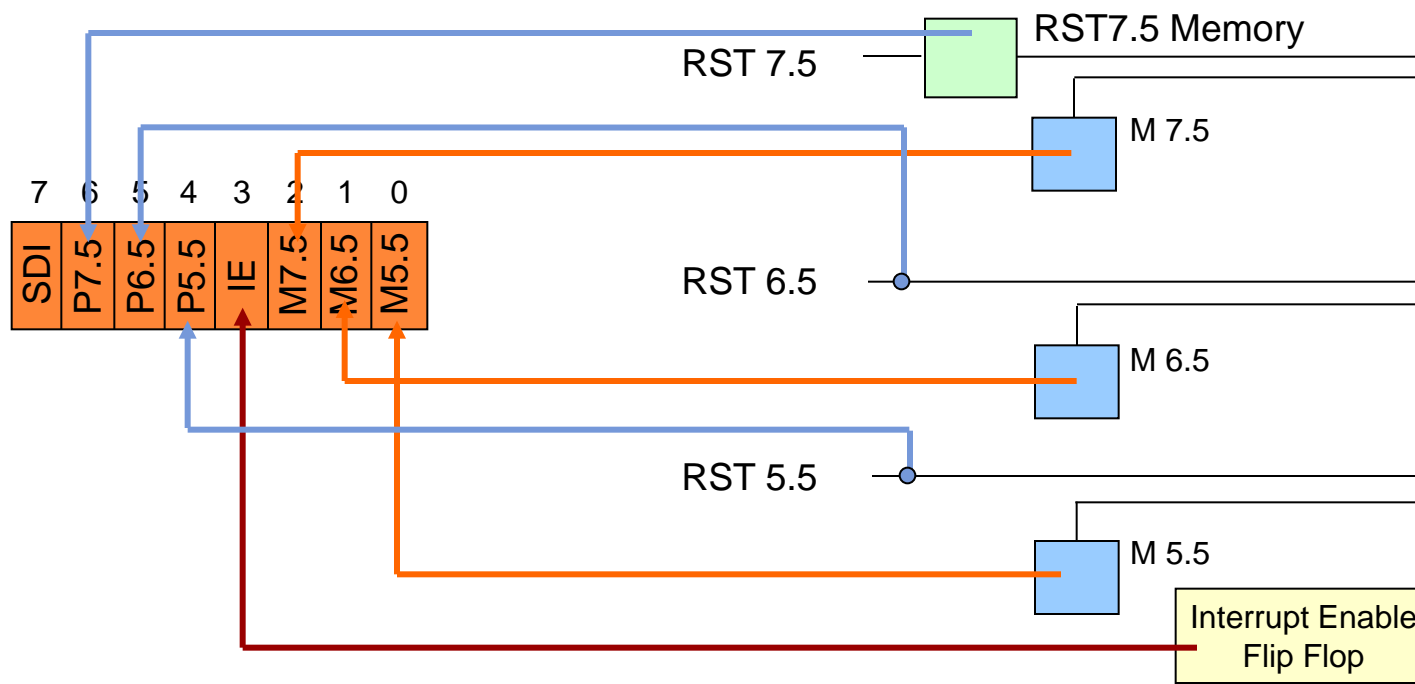 RST7.5 Memory
RST 7.5
M 7.5
7 6 5 4 3 2 1 0
SDI
P7.5
P6.5
P5.5
IE
M7.5
M6.5
M5.5
RST 6.5
M 6.5
RST 5.5
M 5.5
Interrupt Enable
Flip Flop